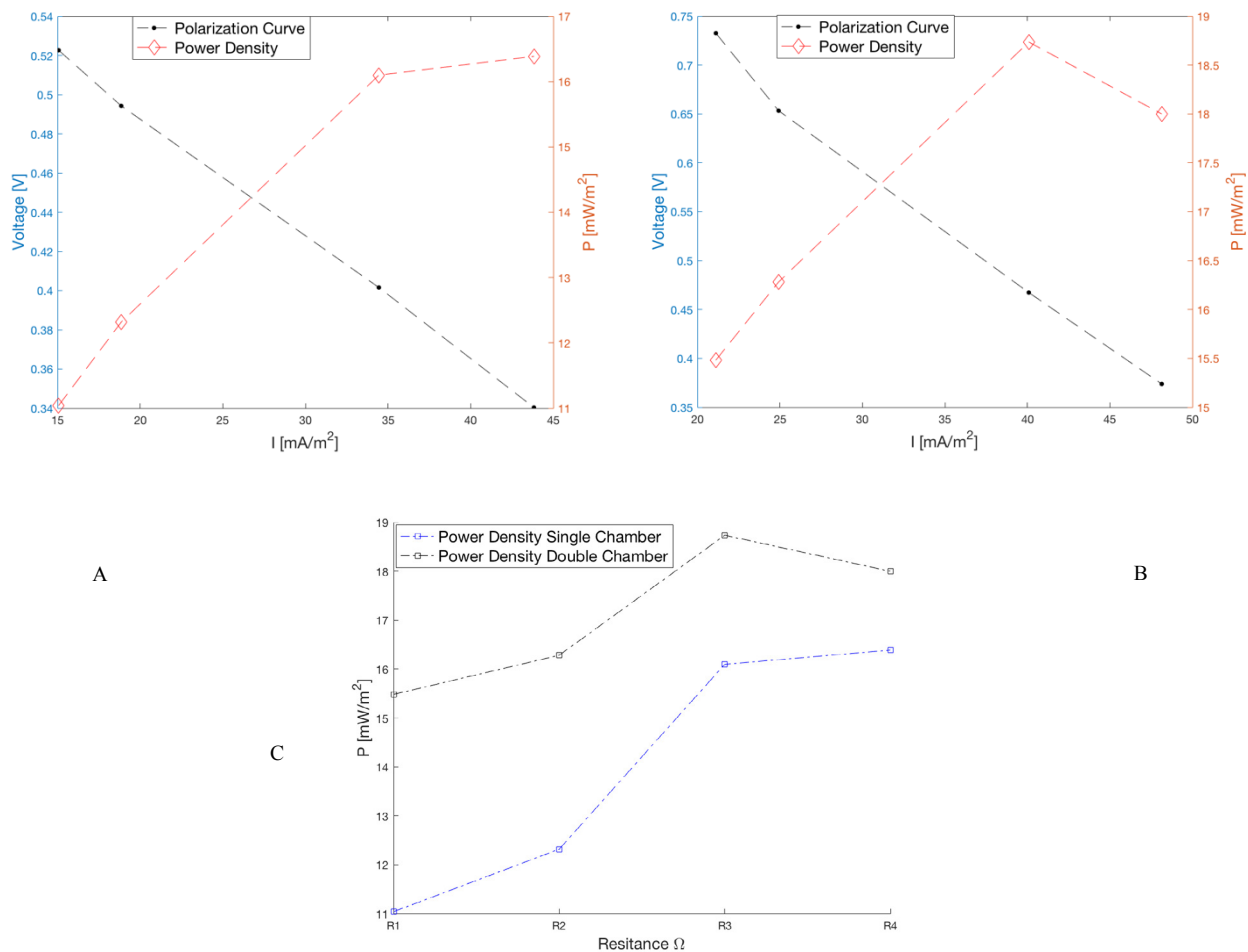 0.54
0.52
0.5
0.48
0.46
0.44
0.42
0.4
0.38
0.36
0.34
Voltage [V]
Polarization Curve
Power Density
17
16
15
14
13
12
11
P [mW/m²]
15
20
25
30
35
40
45
I [mA/m²]
0.75
0.7
0.65
0.6
0.55
0.5
0.45
0.4
0.35
Voltage [V]
Polarization Curve
Power Density
19
18.5
18
17.5
17
16.5
16
15.5
15
P [mW/m²]
20
25
30
35
40
45
50
I [mA/m²]
A
B
C
19
18
17
16
15
14
13
12
11
P [mW/m²]
Power Density Single Chamber
Power Density Double Chamber
R1
R2
R3
R4
Resitance Ω